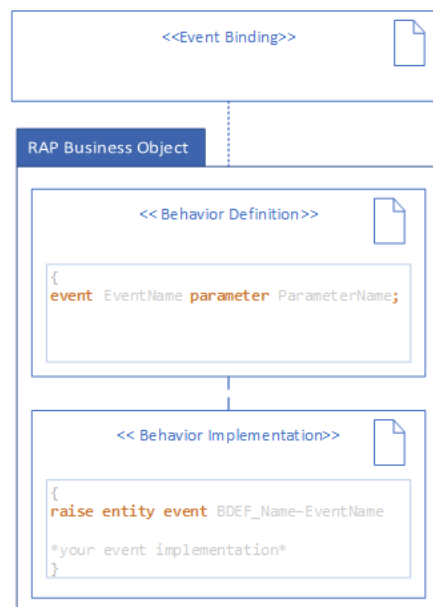 <<Event Binding>>
RAP Business Object
<< Behavior Definition>>
{
event EventName parameter ParameterName;
<< Behavior Implementation>>
{
raise entity event BDEF_Name–EventName
*your event implementation*
}